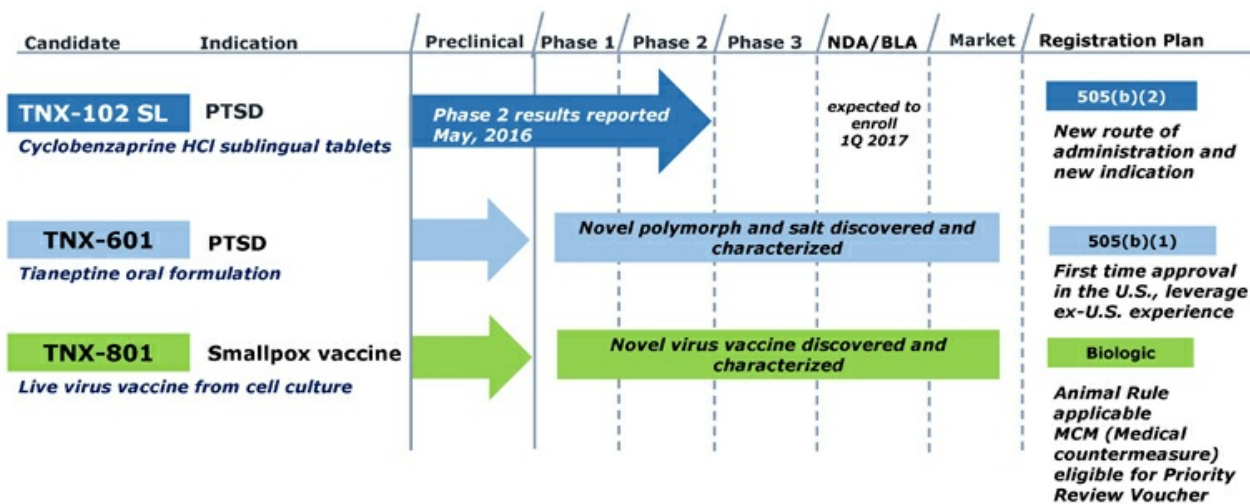 Candidate Indication Preclinical Phase 1 Phase 2 Phase 3 NDA/BLA Market Registration Plan
TNX-102 SL PTSD
Cyclobenzaprine HCl sublingual tablets
Phase 2 results reported
May, 2016
expected to
enroll
1Q 2017
505(b)(2)
New route of
administration and
new indication
TNX-601 PTSD
Tianeptine oral formulation
Novel polymorph and salt discovered and
characterized
505(b)(1)
First time approval
in the U.S., leverage
ex-U.S. experience
TNX-801 Smallpox vaccine
Live virus vaccine from cell culture
Novel virus vaccine discovered and
characterized
Biologic
Animal Rule
applicable
MCM (Medical
countermeasure)
eligible for Priority
Review Voucher